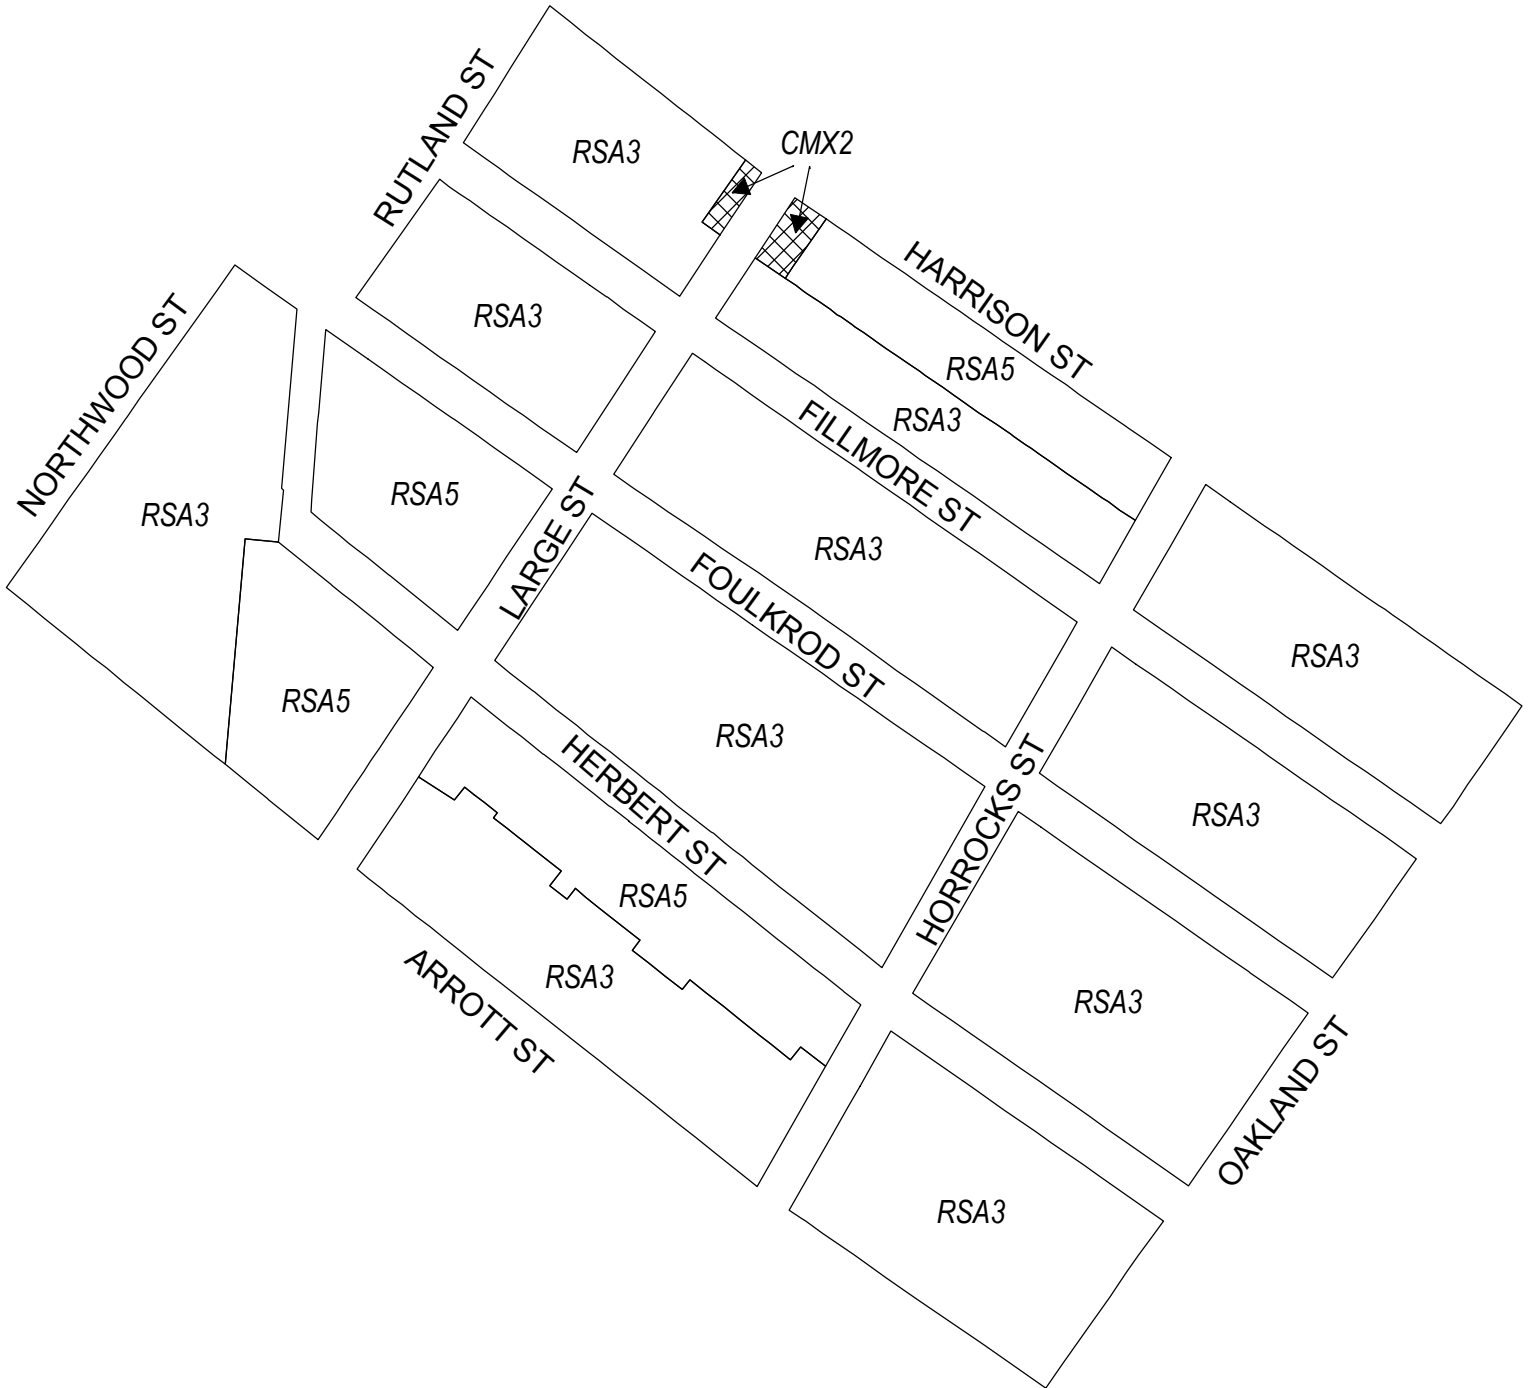 RUTLAND ST
CMX2
RSA3
HARRISON ST
RSA3
NORTHWOOD ST
RSA5
RSA3
FILLMORE ST
RSA5
LARGE ST
RSA3
RSA3
FOULKROD ST
RSA3
RSA5
RSA3
HERBERT ST
HORROCKS ST
RSA3
RSA5
RSA3
ARROTT ST
RSA3
OAKLAND ST
RSA3